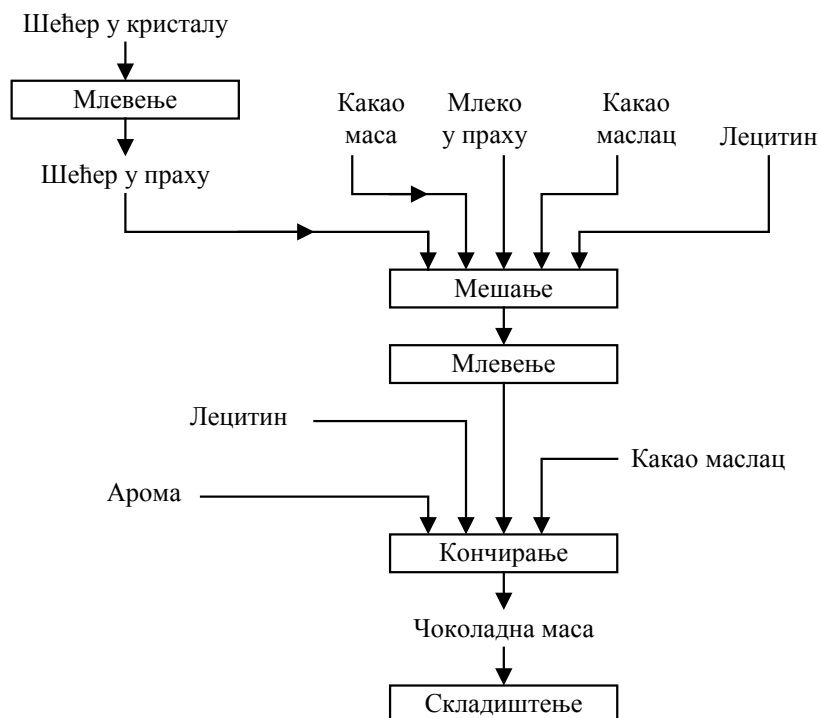 Шећер у кристалу
Млевење
Шећер у праху
Какао
маса
Млеко
у праху
Какао
маслац
Лецитин
Мешање
Млевење
Лецитин
Какао маслац
Арома
Кончирање
Чоколадна маса
Складиштење